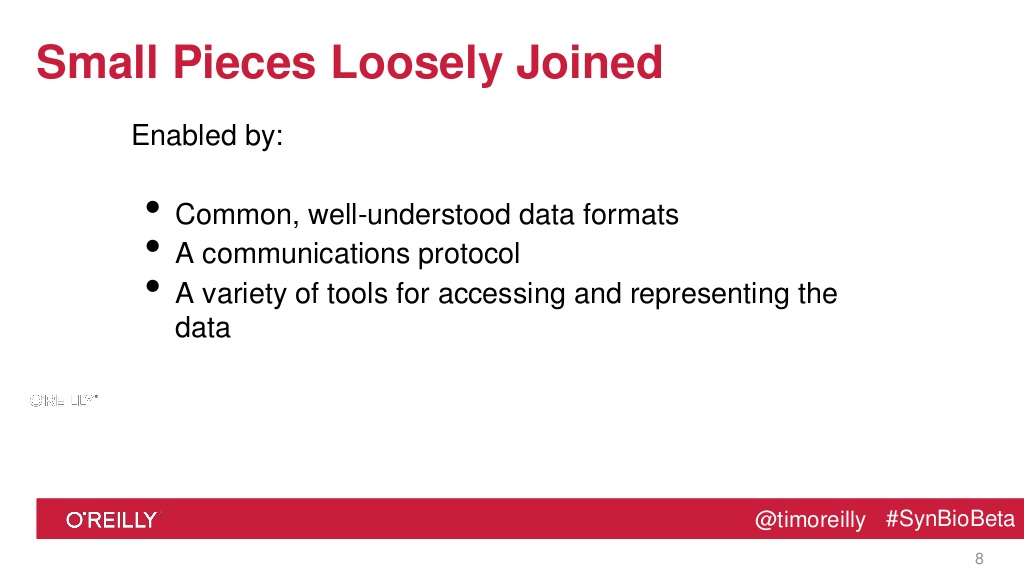 Small Pieces Loosely Joined
Enabled by:
• Common, well-understood data formats
• A communications protocol
• A variety of tools for accessing and representing the
data
O'REILLY
O'REILLY
@timoreilly #SynBioBeta
8